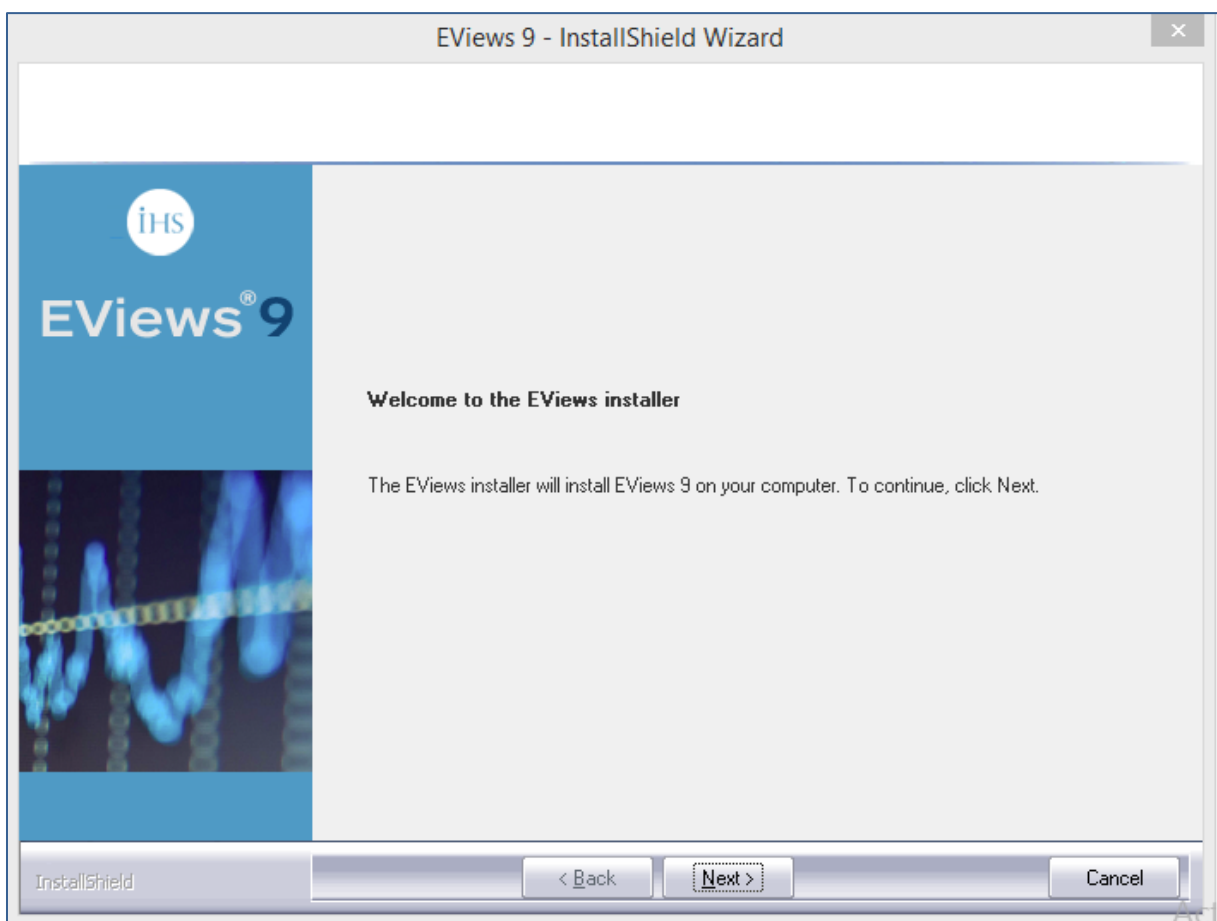 EViews 9 - InstallShield Wizard
IHS
EViews®9
Welcome to the EViews installer
The EViews installer will install EViews 9 on your computer. To continue, click Next.
InstallShield
< Back
Next >
Cancel